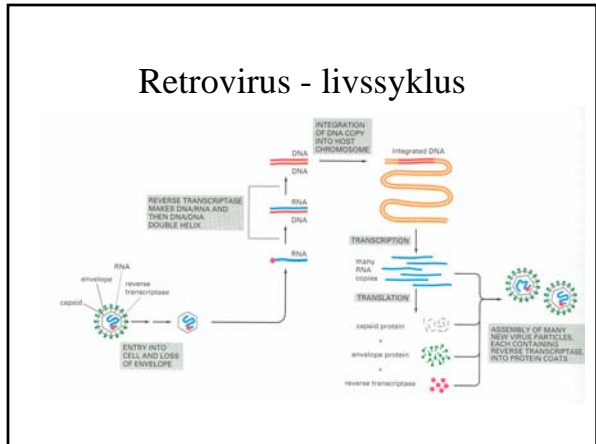 Retrovirus - livssyklus
INTEGRATION
OF DNA COPY
INTO HOST
CHROMOSOME
DNA
DNA
integrated DNA
REVERSE TRANSCRIPTASE
MAKES DNA/RNA AND
THEN DNA/DNA
DOUBLE HELIX
RNA
DNA
RNA
TRANSCRIPTION
many
RNA
copies
TRANSLATION
RNA
envelope
reverse
transcriptase
capsid
ENTRY INTO
CELL AND LOSS
OF ENVELOPE
capsid protein
+
envelope protein
+
reverse transcriptase
ASSEMBLY OF MANY
NEW VIRUS PARTICLES,
EACH CONTAINING
REVERSE TRANSCRIPTASE
INTO PROTEIN COATS